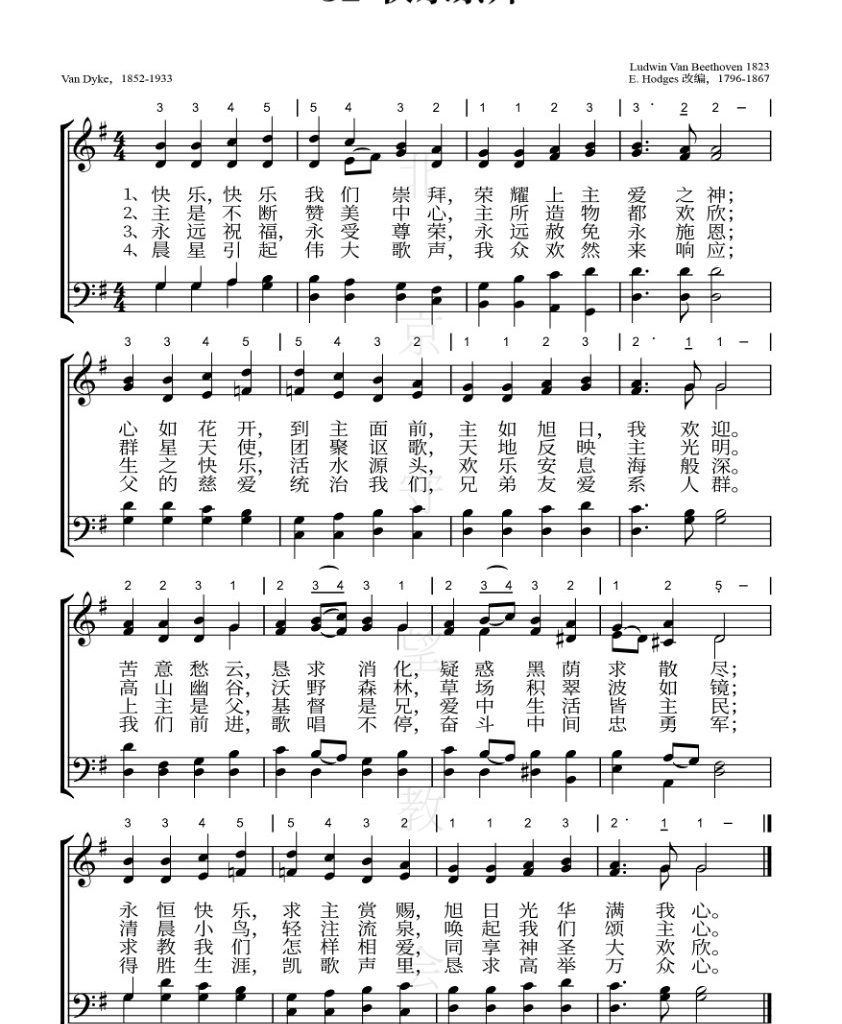 Van Dyke, 1852-1933
Ludwin Van Beethoven 1823
E. Hodges 改编, 1796-1867
3 3 4 5 | 5 4 3 2 | 1 1 2 3 | 3 · 2 2 – |
1、快乐,快乐 我们 崇拜,荣耀上主 爱之神;
2、主是不断 赞美 中心,主所造物 都欢欣;
3、永远祝福,永受 尊荣,永远赦免 永施恩;
4、晨星引起 伟大 歌声,我众欢然 来响应;
3 3 4 5 | 5 4 3 2 | 1 1 2 3 | 2 · 1 1 – |
心如花开,到主面前,主如旭日,我欢迎。
群星天使,团聚讴歌,天地反映主光明。
生之快乐,活水源头,欢乐安息海般深。
父的慈爱 统治我们,兄弟友爱系人群。
2 2 3 1 | 2 3 4 3 1 | 2 3 4 3 2 | 1 2 5 – |
苦意愁云,恳求消化,疑惑黑荫求散尽;
高山幽谷,沃野森林,草场积翠波如镜;
上主是父,基督是兄,爱中生活皆主民;
我们前进,歌唱不停,奋斗中间忠勇军;
3 3 4 5 | 5 4 3 2 | 1 1 2 3 | 2 · 1 1 – ‖
永恒快乐,求主赏赐,旭日光华满我心。
清晨小鸟,轻注流泉,唤起我们颂主心。
求教我们 怎样相爱,同享神圣大欢欣。
得胜生涯,凯歌声里,恳求高举万众心。
北京守望教会